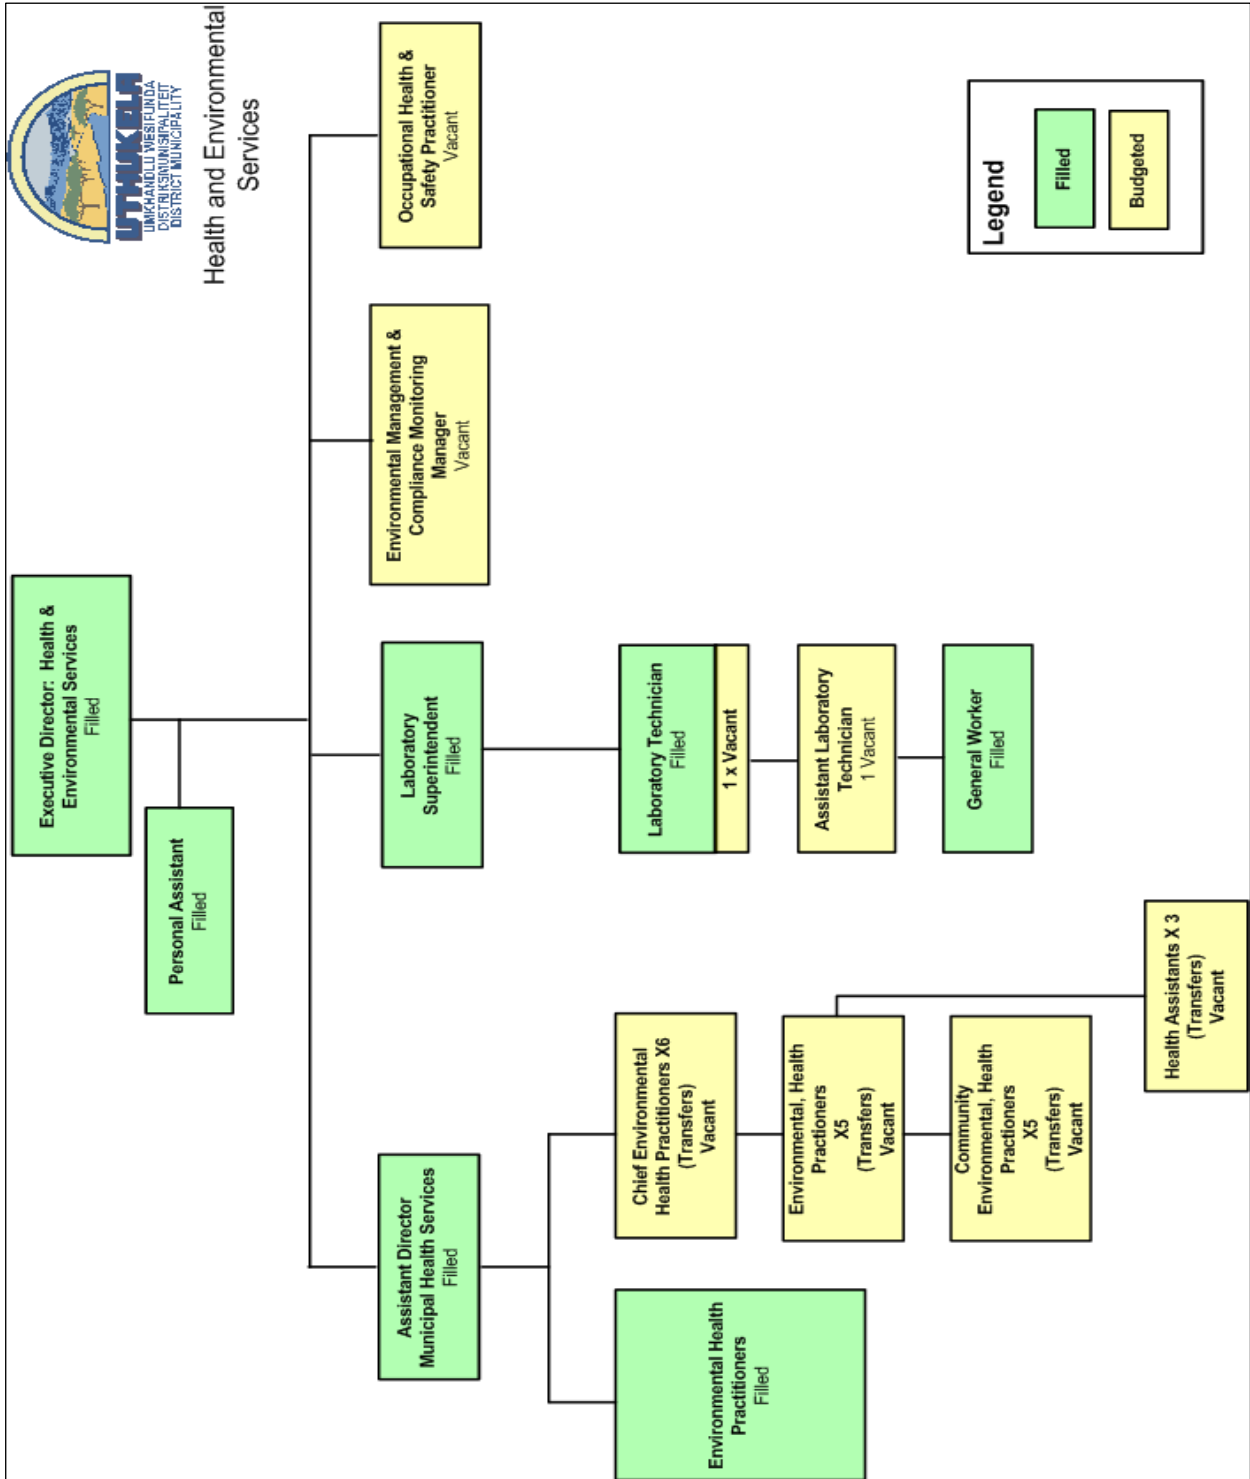 UTHUKELA
UMKHANDLU WESIFUNDA
DISTRIKSMUNISIPALITEIT
DISTRICT MUNICIPALITY
Health and Environmental
Services
Executive Director: Health &
Environmental Services
Filled
Personal Assistant
Filled
Assistant Director
Municipal Health Services
Filled
Laboratory
Superintendent
Filled
Environmental Management &
Compliance Monitoring
Manager
Vacant
Occupational Health &
Safety Practitioner
Vacant
Environmental Health
Practitioners
Filled
Chief Environmental
Health Practitioners X6
(Transfers)
Vacant
Environmental, Health
Practioners
X5
(Transfers)
Vacant
Community
Environmental, Health
Practioners
X5
(Transfers)
Vacant
Health Assistants X 3
(Transfers)
Vacant
Laboratory Technician
Filled
1 x Vacant
Assistant Laboratory
Technician
1 Vacant
General Worker
Filled
Legend
Filled
Budgeted